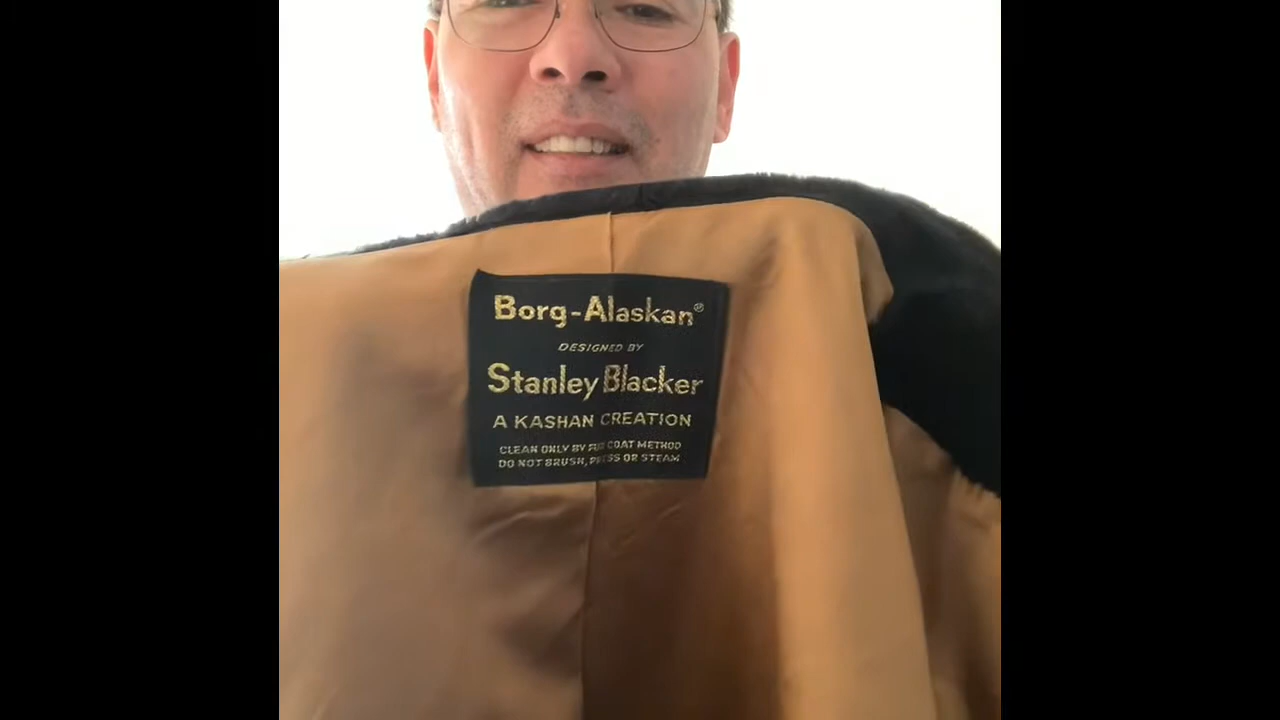 Borg-Alaskan®
DESIGNED BY
Stanley Blacker
A KASHAN CREATION
CLEAN ONLY BY FUR COAT METHOD
DO NOT BRUSH, PRESS OR STEAM